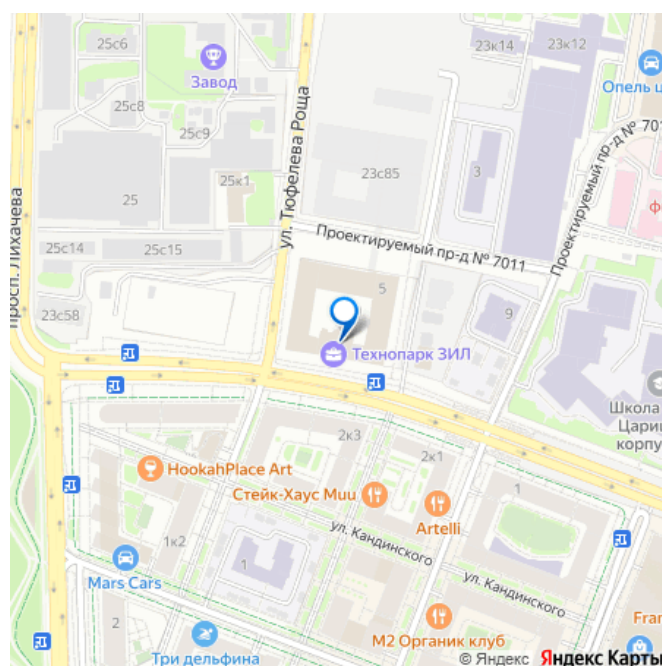 25с6
23к14
23к12
Завод
Опель ц
25с8
25с9
ул. Тюфелева Роща
23с85
3
25к1
25
Проектируемый пр-д № 7011
Проектируемый пр-д № 7011
просп. Лихачева
25с14
25с15
23с58
5
9
Технопарк ЗИЛ
Школа
Цари
корпу
2к3
2к1
HookahPlace Art
Стейк-Хаус Muu
Artelli
1
1к2
ул. Кандинского
1
Mars Cars
ул. Кандинского
2
Fran
М2 Органик клуб
Три дельфина
© Яндекс Яндекс Карты